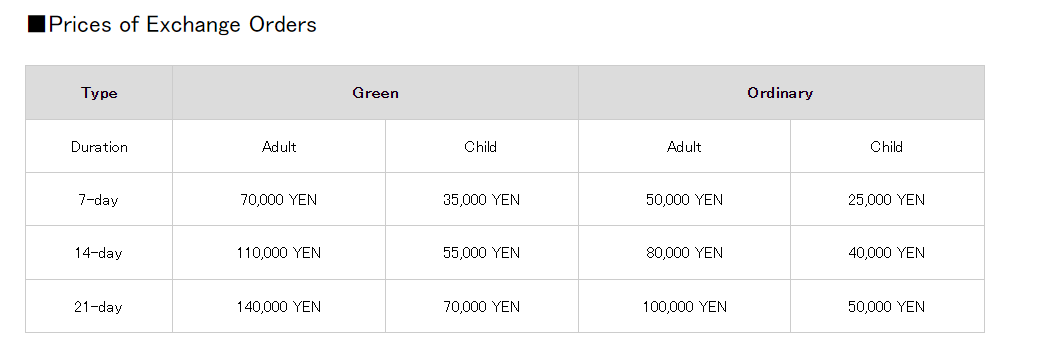 ■Prices of Exchange Orders
Type Green Ordinary
Duration Adult Child Adult Child
7-day 70,000 YEN 35,000 YEN 50,000 YEN 25,000 YEN
14-day 110,000 YEN 55,000 YEN 80,000 YEN 40,000 YEN
21-day 140,000 YEN 70,000 YEN 100,000 YEN 50,000 YEN